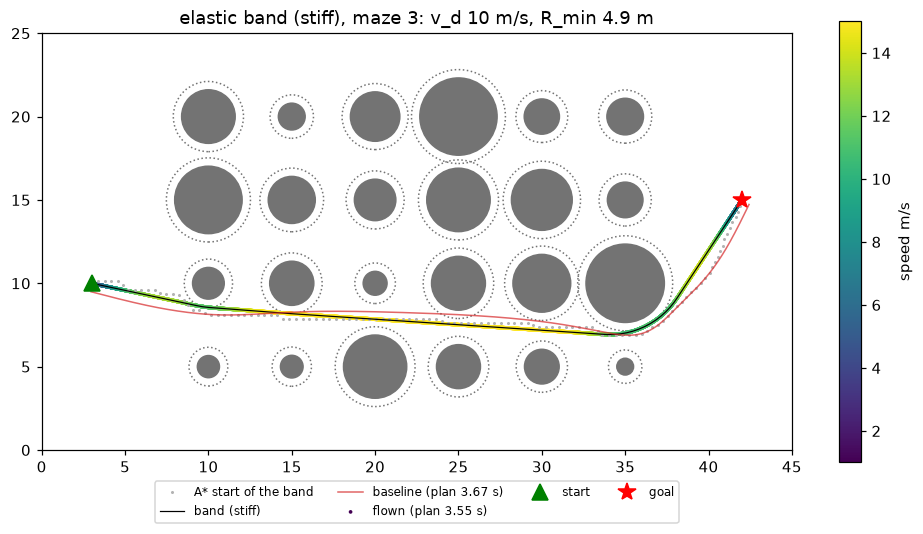 elastic band (stiff), maze 3: v_d 10 m/s, R_min 4.9 m
25
20
15
10
5
0
0 5 10 15 20 25 30 35 40 45
14
12
10
8
6
4
2
speed m/s
A* start of the band
band (stiff)
baseline (plan 3.67 s)
flown (plan 3.55 s)
start
goal